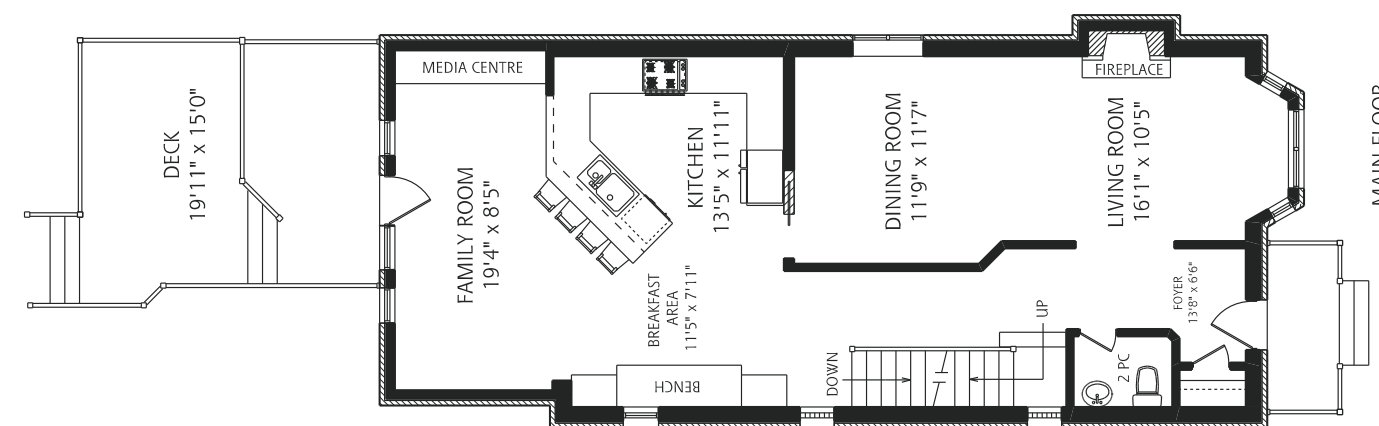 MEDIA CENTRE
FIREPLACE
DECK
19'11" x 15'0"
FAMILY ROOM
19'4" x 8'5"
KITCHEN
13'5" x 11'11"
DINING ROOM
11'9" x 11'7"
LIVING ROOM
16'1" x 10'5"
MAIN FLOOR
BREAKFAST
AREA
11'5" x 7'11"
FOYER
13'8" x 6'6"
BENCH
DOWN
UP
2 PC